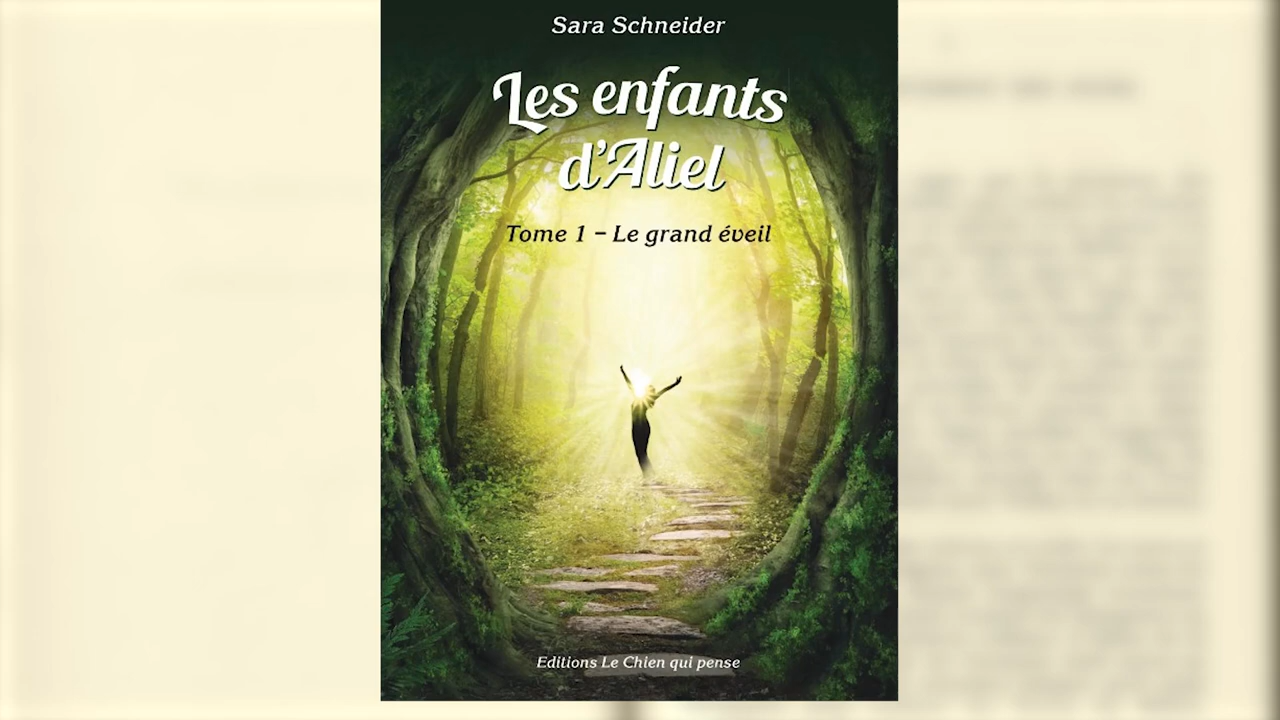 Sara Schneider
Les enfants
d'Aliel
Tome 1 – Le grand éveil
Editions Le Chien qui pense